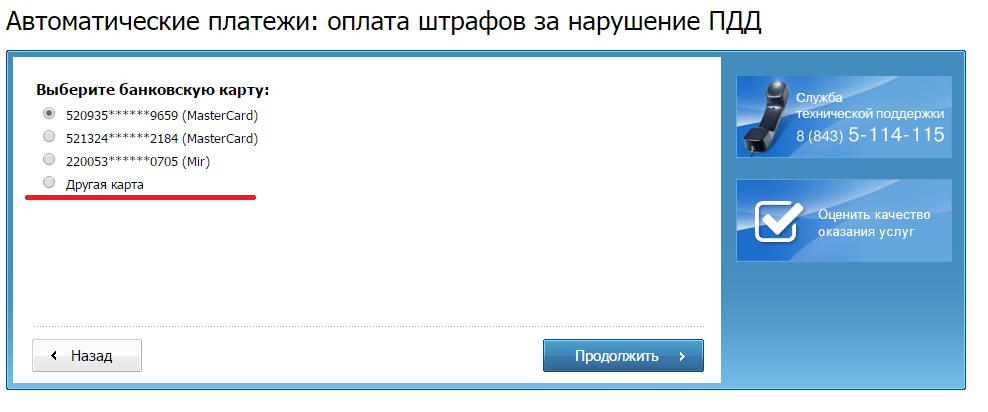 Автоматические платежи: оплата штрафов за нарушение ПДД
Выберите банковскую карту:
520935******9659 (MasterCard)
521324******2184 (MasterCard)
220053******0705 (Mir)
Другая карта
Назад
Продолжить
Служба
технической поддержки
8 (843) 5-114-115
Оценить качество
оказания услуг